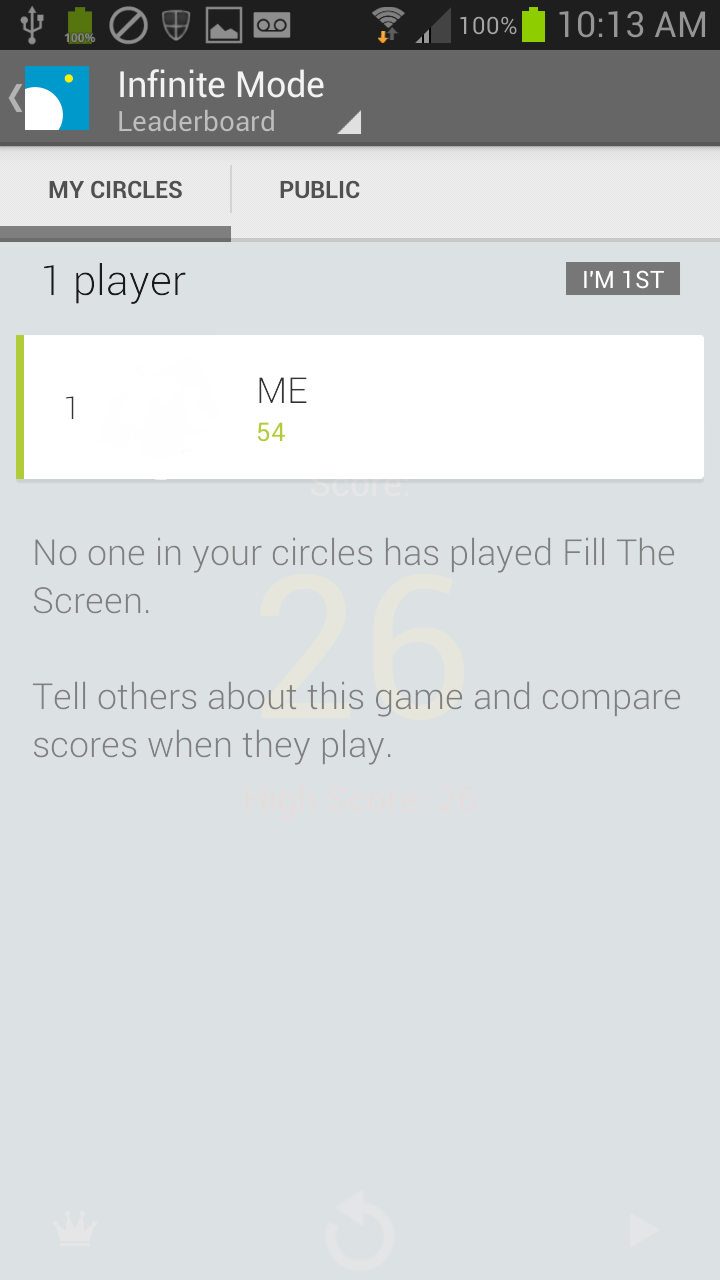 100%
100%
10:13 AM
Infinite Mode
Leaderboard
MY CIRCLES
PUBLIC
1 player
I'M 1ST
1
ME
54
Score:
No one in your circles has played Fill The
Screen.
26
Tell others about this game and compare
scores when they play.
High Score: 26